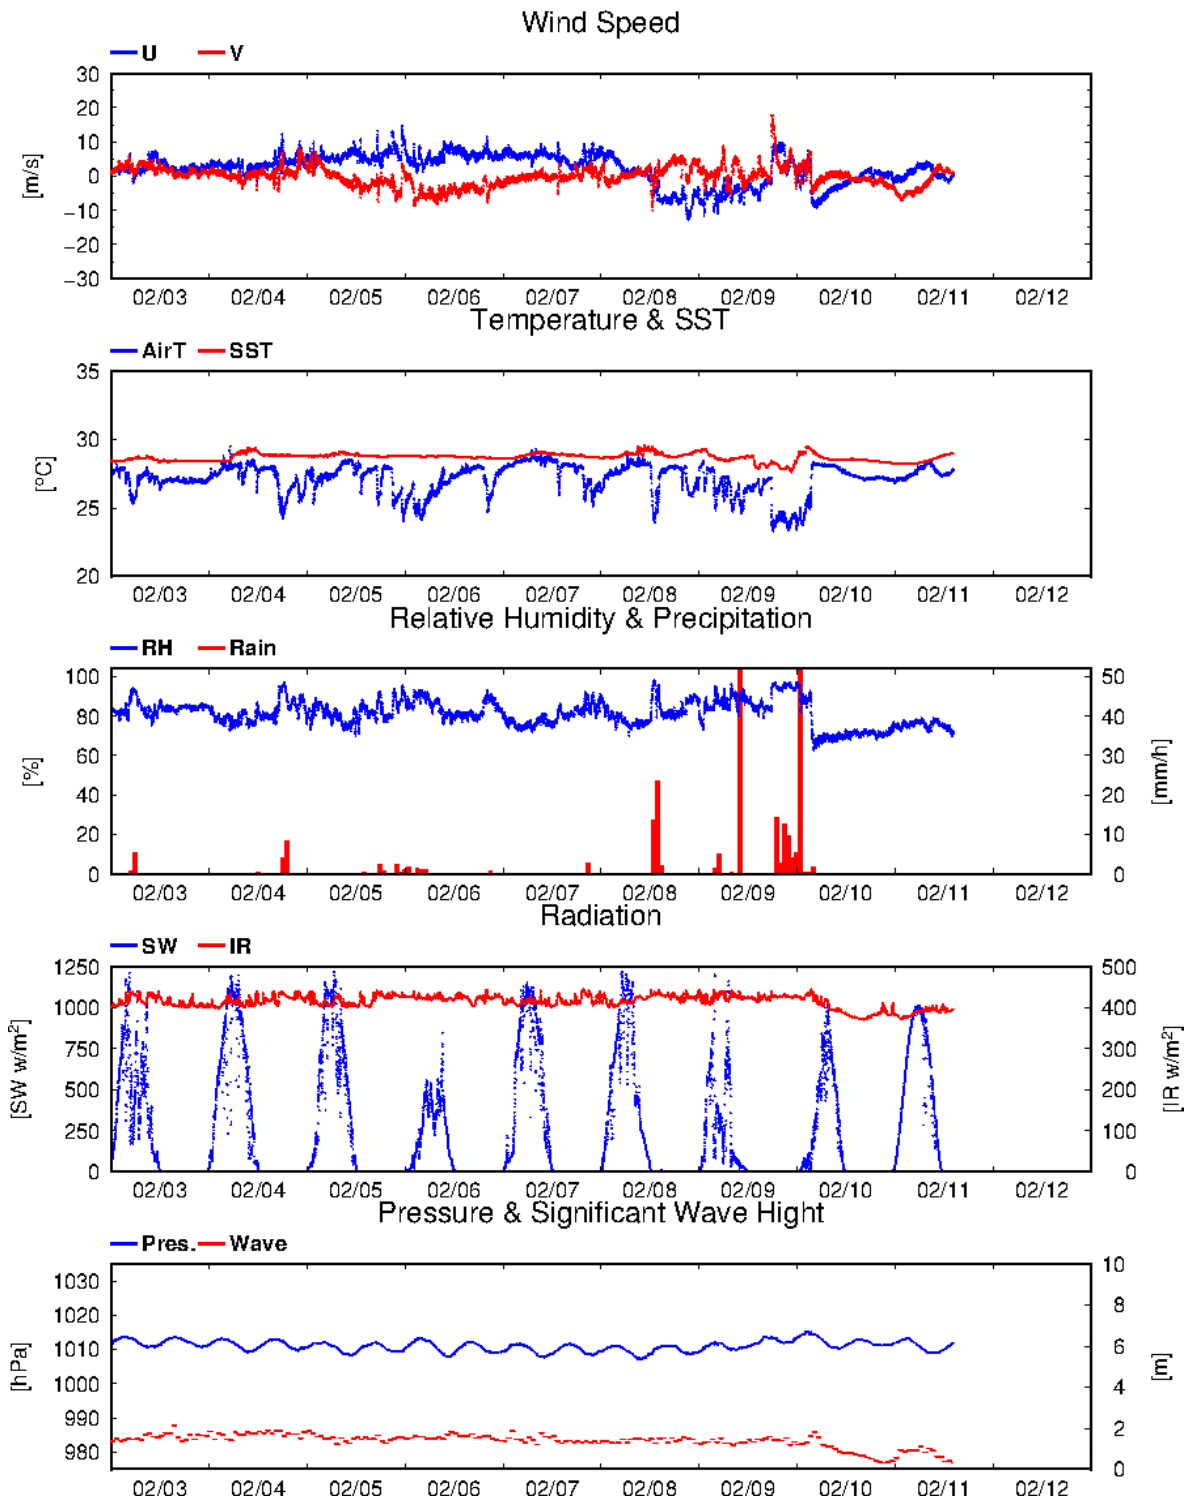 Wind Speed
U V
30
20
10
0
−10
−20
−30
[m/s]
02/03 02/04 02/05 02/06 02/07 02/08 02/09 02/10 02/11 02/12
Temperature & SST
AirT SST
35
30
25
20
[°C]
02/03 02/04 02/05 02/06 02/07 02/08 02/09 02/10 02/11 02/12
Relative Humidity & Precipitation
RH Rain
100 50
80 40
60 30
40 20
20 10
0 0
[%] [mm/h]
02/03 02/04 02/05 02/06 02/07 02/08 02/09 02/10 02/11 02/12
Radiation
SW IR
1250 500
1000 400
750 300
500 200
250 100
0 0
[SW w/m²] [IR w/m²]
02/03 02/04 02/05 02/06 02/07 02/08 02/09 02/10 02/11 02/12
Pressure & Significant Wave Hight
Pres. Wave
1030 10
1020 8
1010 6
1000 4
990 2
980 0
[hPa] [m]
02/03 02/04 02/05 02/06 02/07 02/08 02/09 02/10 02/11 02/12